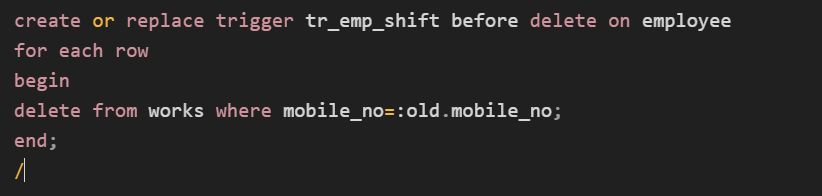 create or replace trigger tr_emp_shift before delete on employee
for each row
begin
delete from works where mobile_no=:old.mobile_no;
end;
/